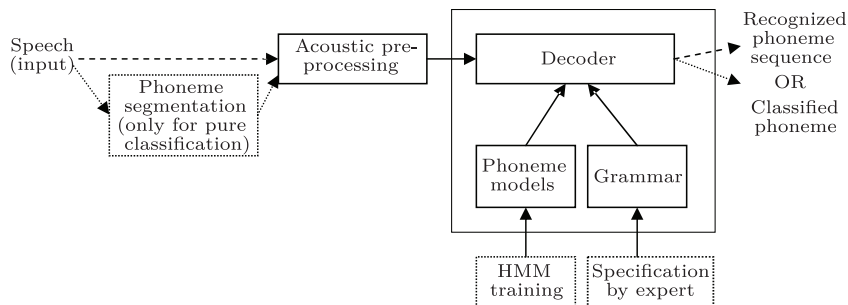 Speech
(input)
Phoneme
segmentation
(only for pure
classification)
Acoustic pre-
processing
Decoder
Phoneme
models
Grammar
HMM
training
Specification
by expert
Recognized
phoneme
sequence
OR
Classified
phoneme